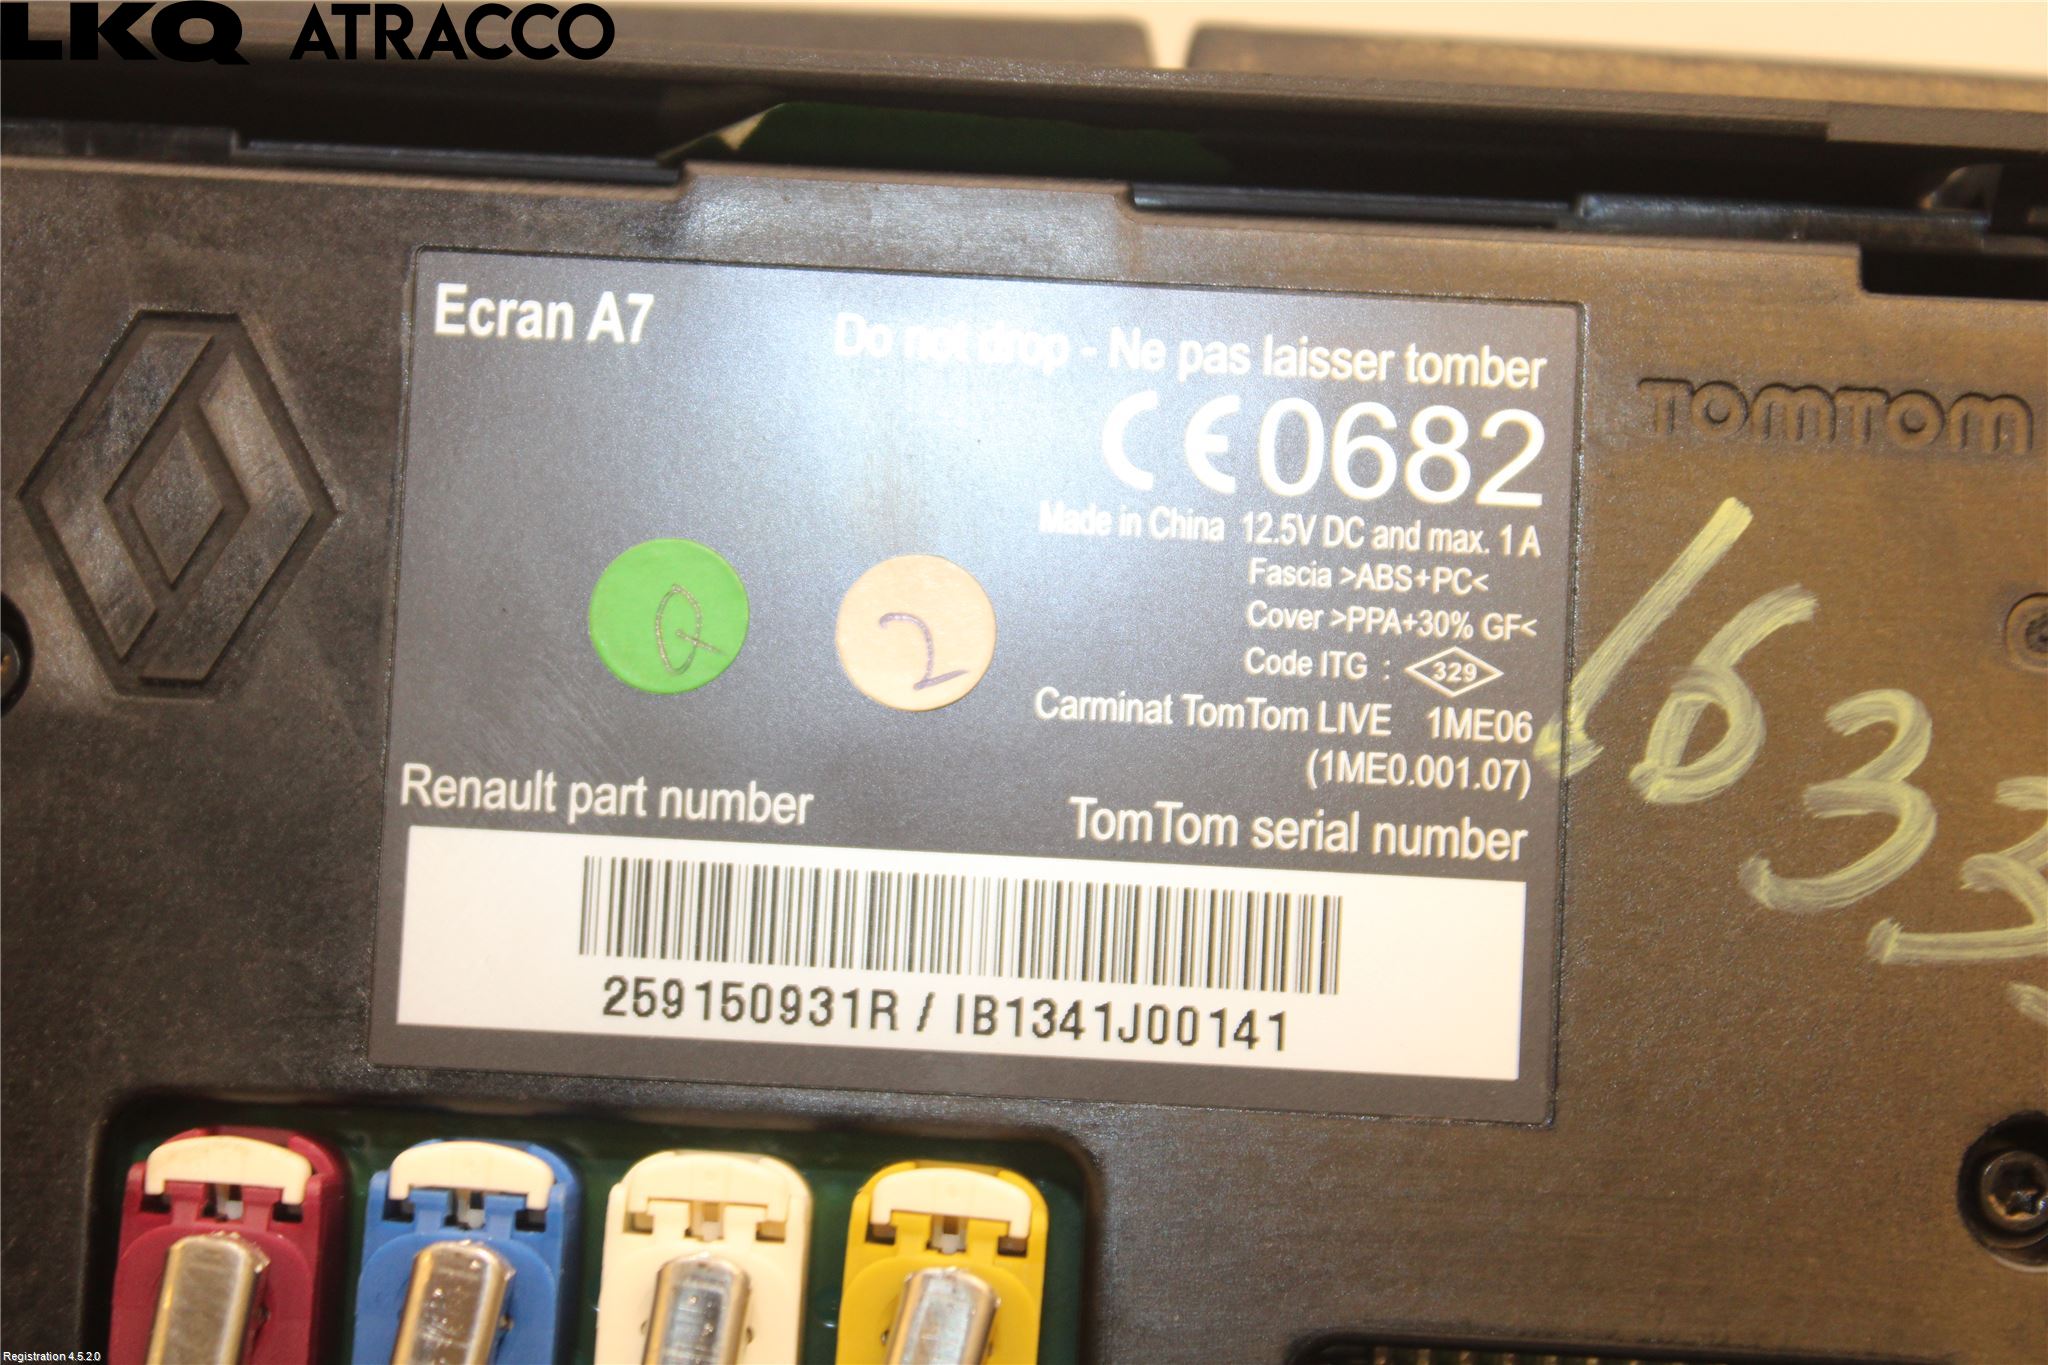 LKQ ATRACCO
Ecran A7
Do not drop - Ne pas laisser tomber
CE 0682
TOMTOM
Made in China 12.5V DC and max. 1 A
Fascia >ABS+PC<
Cover >PPA+30% GF<
Code ITG : 329
Carminat TomTom LIVE 1ME06
(1ME0.001.07)
Renault part number
TomTom serial number
259150931R / IB1341J00141
2
1633
Registration 4.5.2.0